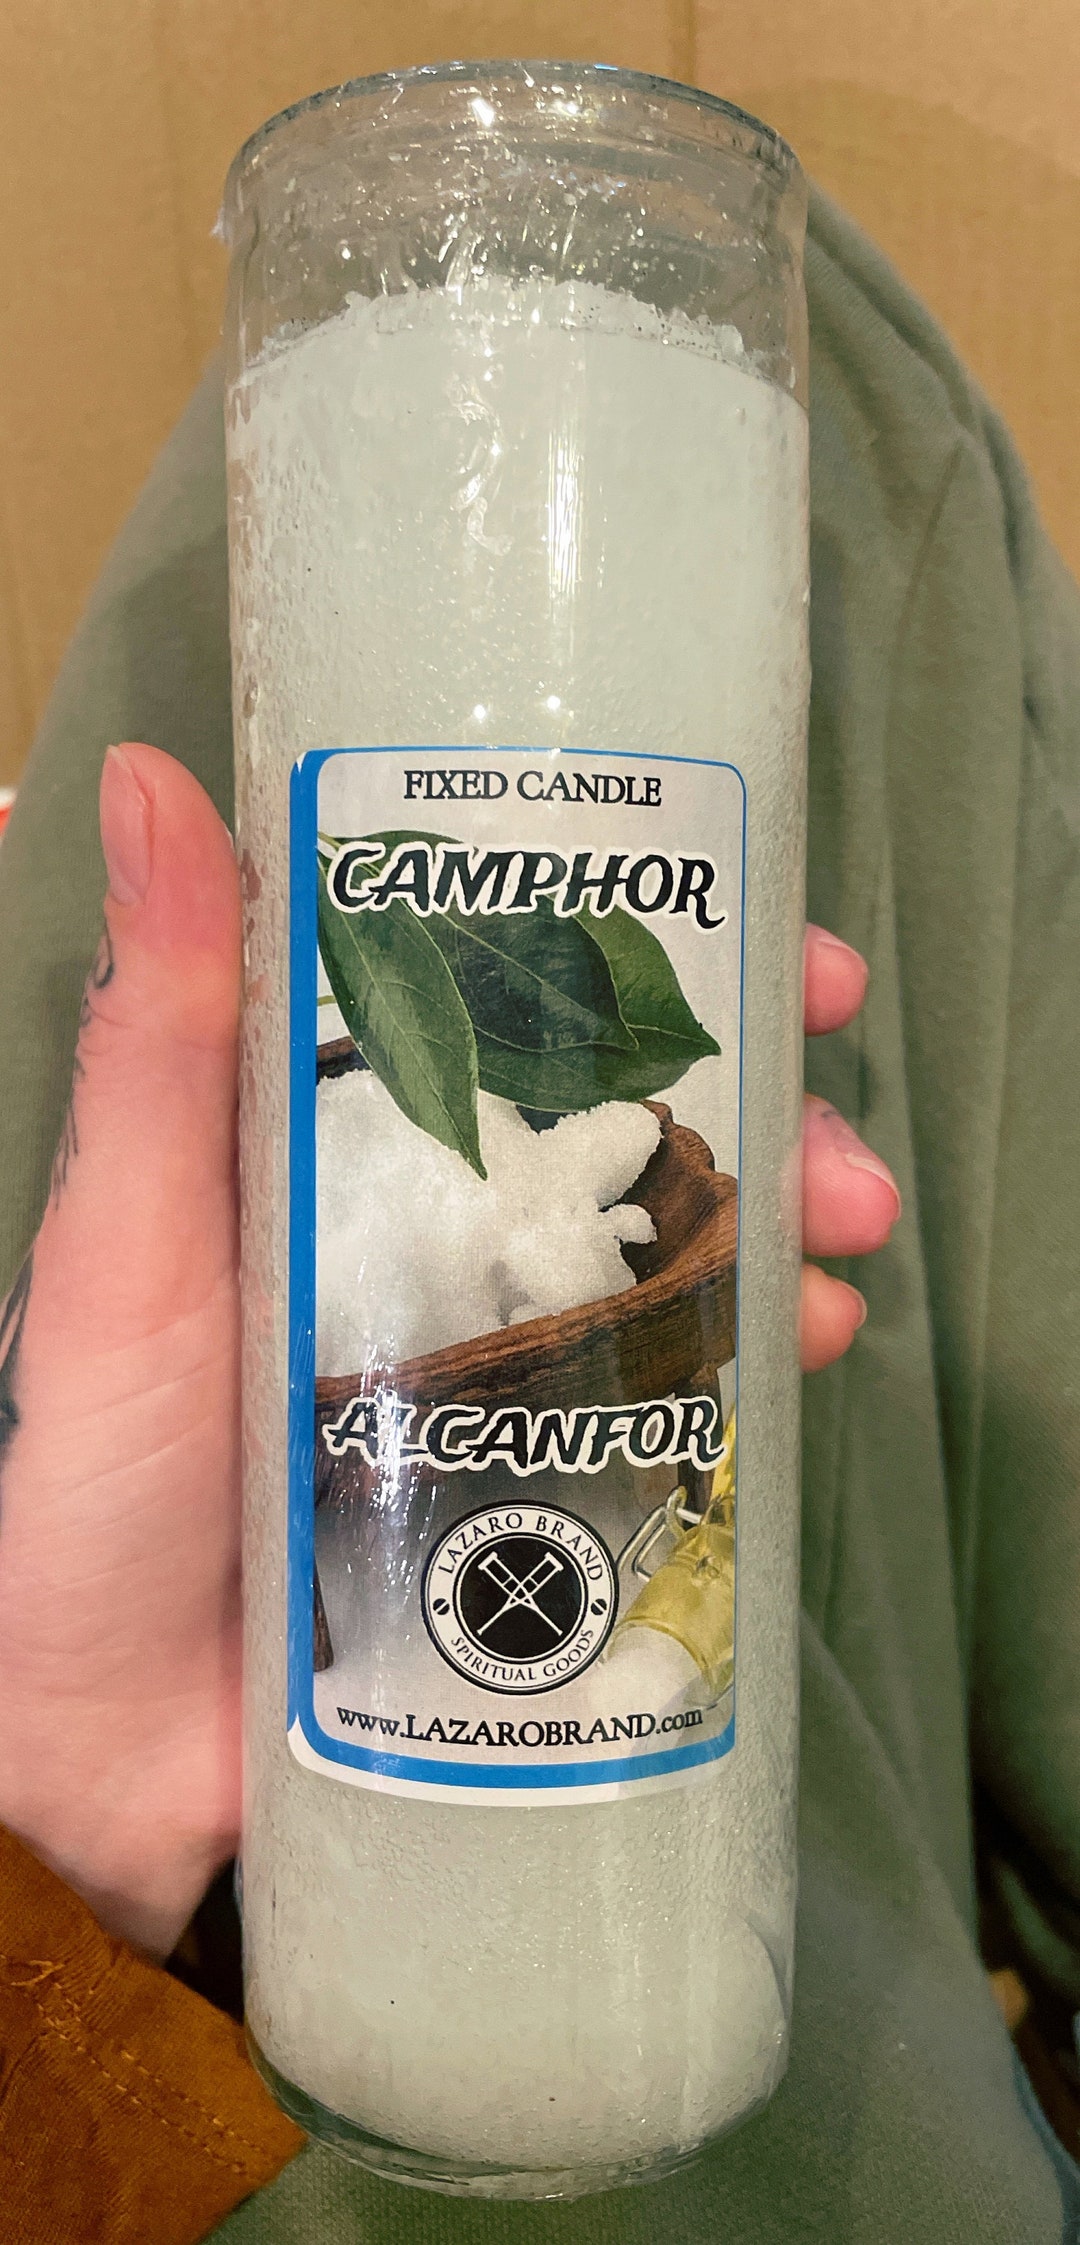 FIXED CANDLE
CAMPHOR
ALCANFOR
LAZARO BRAND
SPIRITUAL GOODS
www.LAZAROBRAND.com